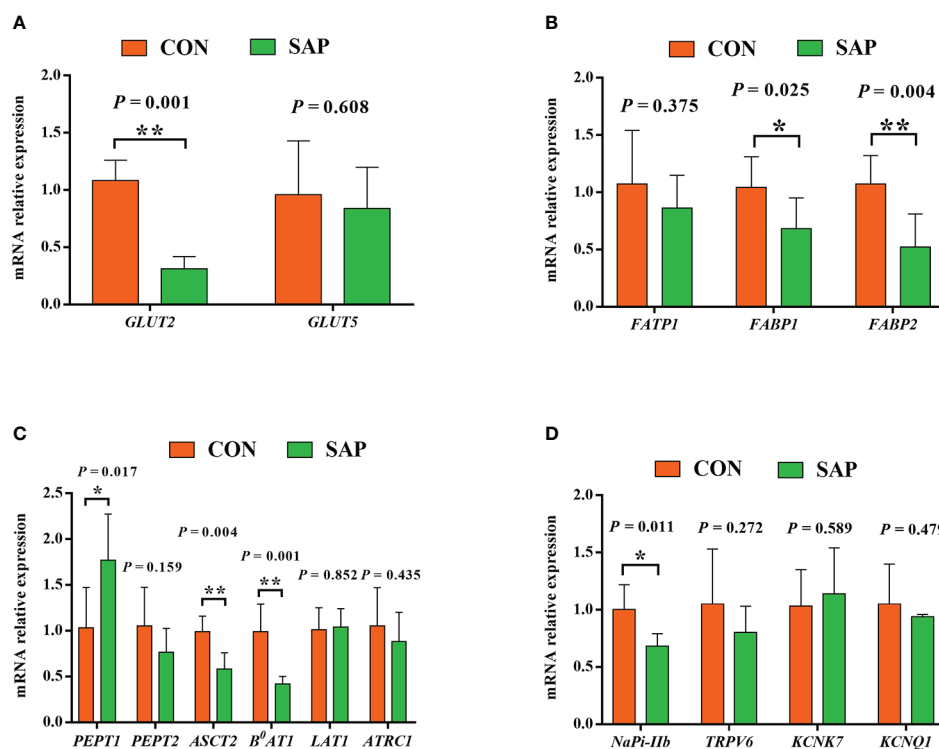 A
CON SAP
mRNA relative expression
2.0
1.5
1.0
0.5
0.0
P = 0.001
**
P = 0.608
GLUT2 GLUT5
B
CON SAP
mRNA relative expression
2.0
1.5
1.0
0.5
0.0
P = 0.375
P = 0.025
*
P = 0.004
**
FATP1 FABP1 FABP2
C
CON SAP
mRNA relative expression
2.5
2.0
1.5
1.0
0.5
0.0
P = 0.017
*
P = 0.159
P = 0.004
**
P = 0.001
**
P = 0.852
P = 0.435
PEPT1 PEPT2 ASCT2 B⁰AT1 LAT1 ATRC1
D
CON SAP
mRNA relative expression
2.0
1.5
1.0
0.5
0.0
P = 0.011
*
P = 0.272
P = 0.589
P = 0.479
NaPi-IIb TRPV6 KCNK7 KCNQ1